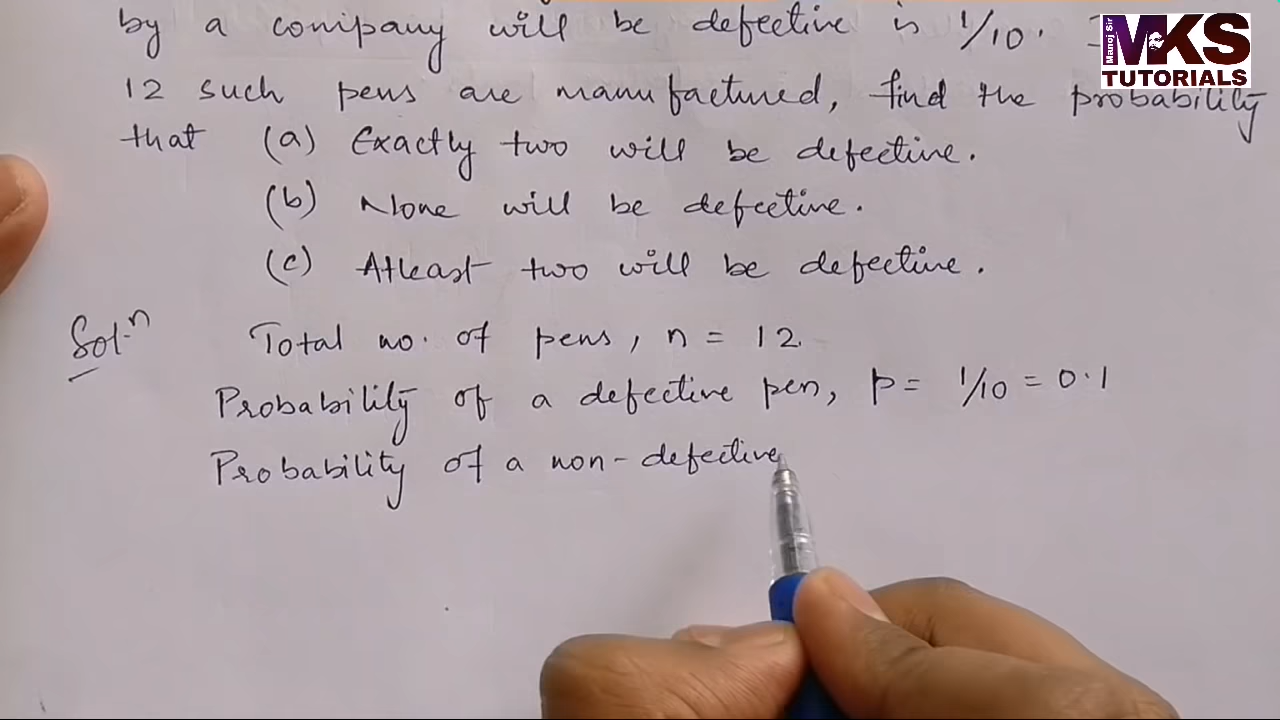 by a company will be defective is 1/10.
12 such pens are manufactured, find the probability
that (a) Exactly two will be defective.
(b) None will be defective.
(c) Atleast two will be defective.
Sol.n Total no. of pens, n = 12.
Probability of a defective pen, p = 1/10 = 0.1
Probability of a non-defective
Manoj Sir
MKS
TUTORIALS